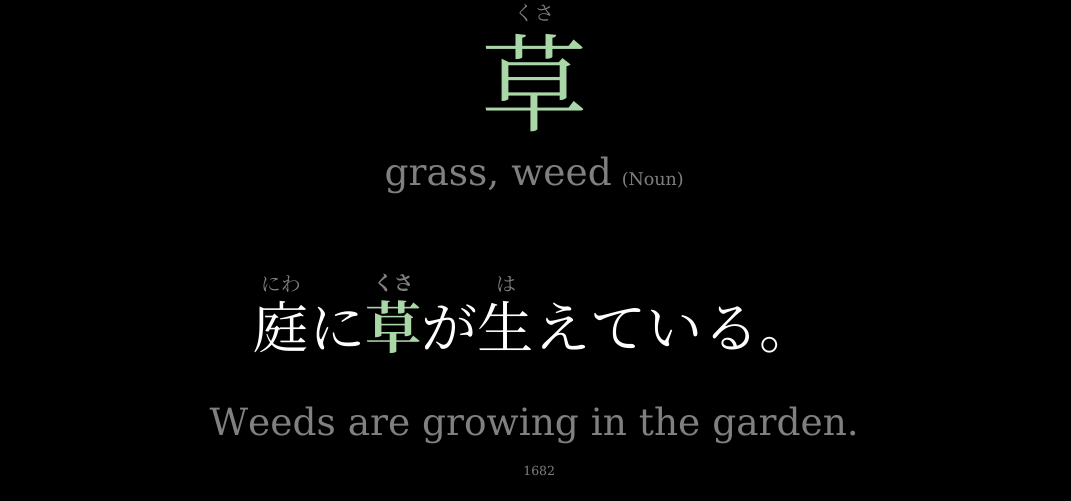 くさ
草
grass, weed (Noun)
にわ くさ は
庭に草が生えている。
Weeds are growing in the garden.
1682